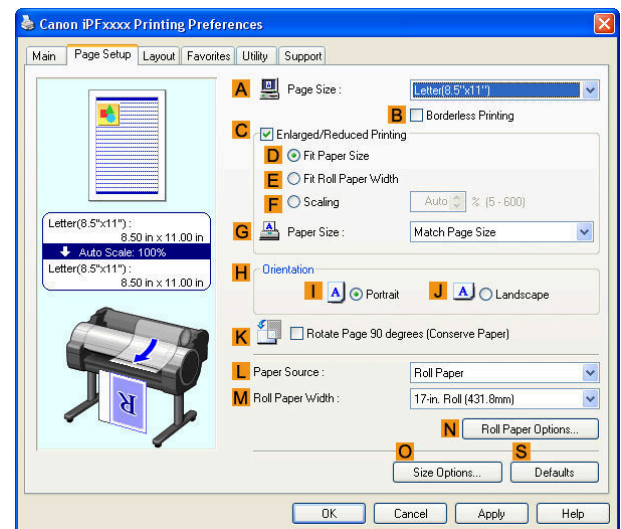 Canon iPFxxxx Printing Preferences
Main Page Setup Layout Favorites Utility Support
A Page Size : Letter(8.5"x11")
B Borderless Printing
C Enlarged/Reduced Printing
D Fit Paper Size
E Fit Roll Paper Width
F Scaling Auto % (5 - 600)
G Paper Size : Match Page Size
Letter(8.5"x11") :
8.50 in x 11.00 in
Auto Scale: 100%
Letter(8.5"x11") :
8.50 in x 11.00 in
H Orientation
I A Portrait J A Landscape
K Rotate Page 90 degrees (Conserve Paper)
L Paper Source : Roll Paper
M Roll Paper Width : 17-in. Roll (431.8mm)
N Roll Paper Options...
O S
Size Options... Defaults
R
OK Cancel Apply Help